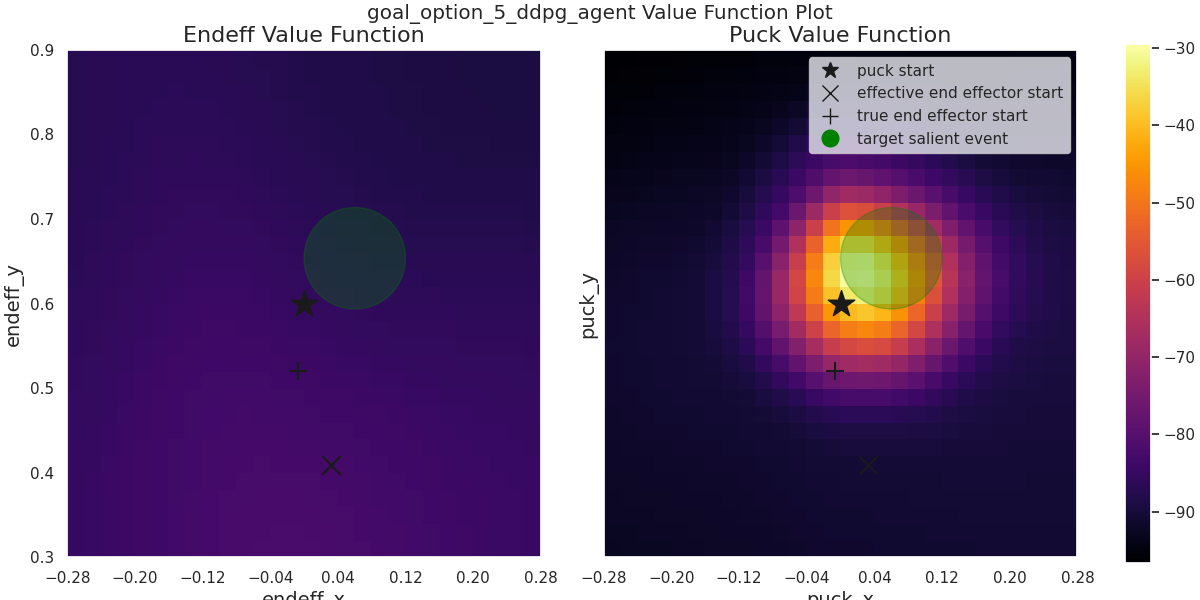 goal_option_5_ddpg_agent Value Function Plot
Endeff Value Function
Puck Value Function
endeff_y
0.9
0.8
0.7
0.6
0.5
0.4
0.3
−0.28 −0.20 −0.12 −0.04 0.04 0.12 0.20 0.28
endeff_x
puck_y
puck start
effective end effector start
true end effector start
target salient event
−0.28 −0.20 −0.12 −0.04 0.04 0.12 0.20 0.28
puck_x
−30
−40
−50
−60
−70
−80
−90